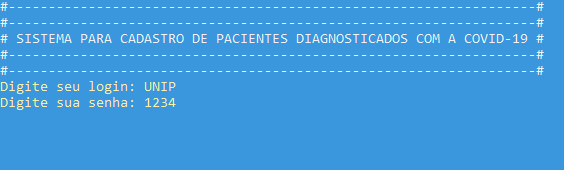 #-----------------------------------------------------------------#
#-----------------------------------------------------------------#
# SISTEMA PARA CADASTRO DE PACIENTES DIAGNOSTICADOS COM A COVID-19 #
#-----------------------------------------------------------------#
#-----------------------------------------------------------------#
Digite seu login: UNIP
Digite sua senha: 1234